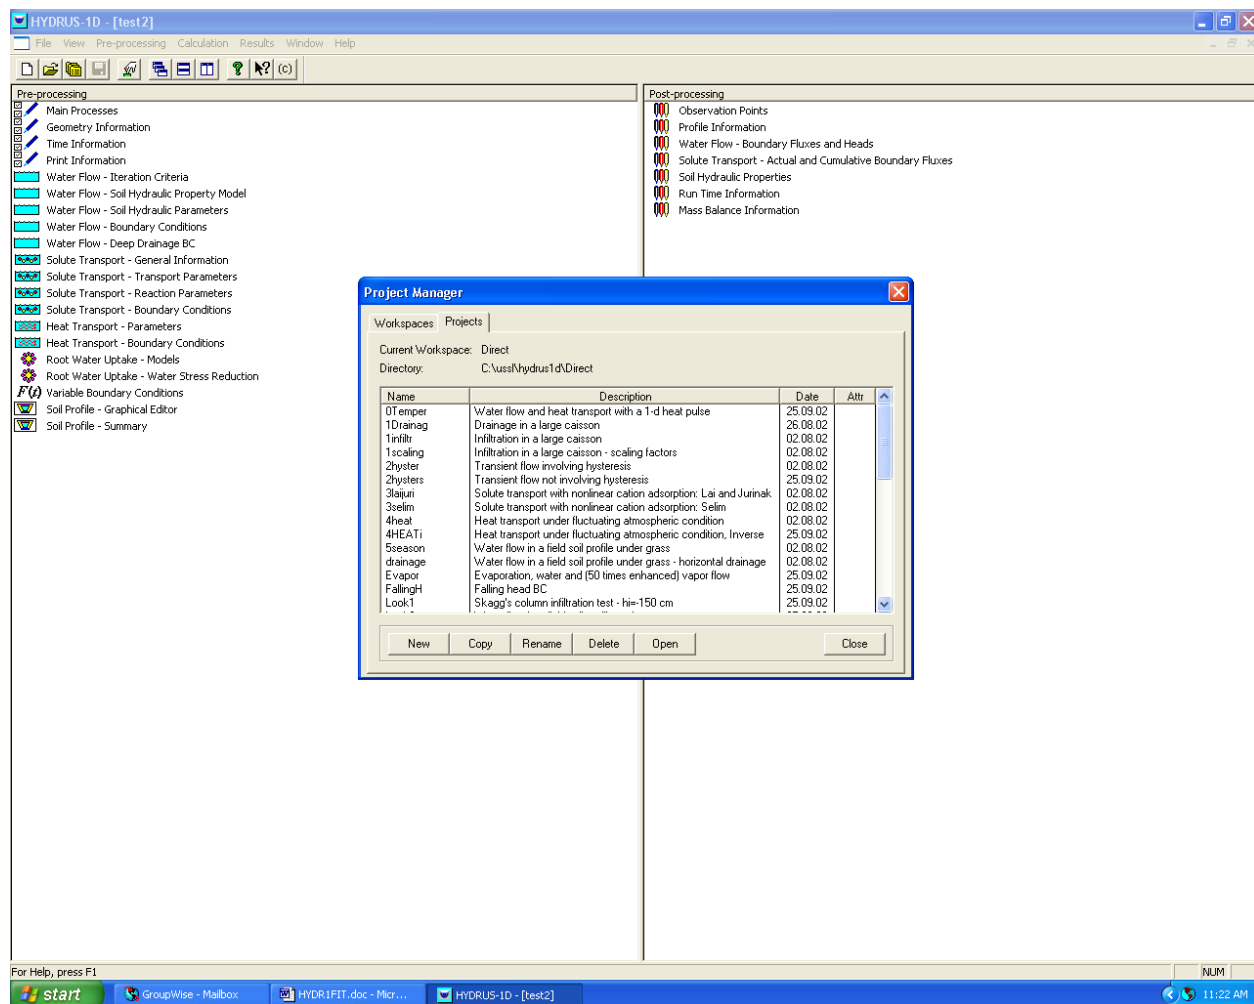 HYDRUS-1D - [test2]
File View Pre-processing Calculation Results Window Help
(c)
Pre-processing
Main Processes
Geometry Information
Time Information
Print Information
Water Flow - Iteration Criteria
Water Flow - Soil Hydraulic Property Model
Water Flow - Soil Hydraulic Parameters
Water Flow - Boundary Conditions
Water Flow - Deep Drainage BC
Solute Transport - General Information
Solute Transport - Transport Parameters
Solute Transport - Reaction Parameters
Solute Transport - Boundary Conditions
Heat Transport - Parameters
Heat Transport - Boundary Conditions
Root Water Uptake - Models
Root Water Uptake - Water Stress Reduction
F(t) Variable Boundary Conditions
Soil Profile - Graphical Editor
Soil Profile - Summary
Post-processing
Observation Points
Profile Information
Water Flow - Boundary Fluxes and Heads
Solute Transport - Actual and Cumulative Boundary Fluxes
Soil Hydraulic Properties
Run Time Information
Mass Balance Information
Project Manager
Workspaces Projects
Current Workspace: Direct
Directory: C:\ussl\hydrus1d\Direct
Name Description Date Attr
0Temper Water flow and heat transport with a 1-d heat pulse 25.09.02
1Drainag Drainage in a large caisson 26.08.02
1infiltr Infiltration in a large caisson 02.08.02
1scaling Infiltration in a large caisson - scaling factors 02.08.02
2hyster Transient flow involving hysteresis 02.08.02
2hysters Transient flow not involving hysteresis 25.09.02
3laijuri Solute transport with nonlinear cation adsorption: Lai and Jurinak 02.08.02
3selim Solute transport with nonlinear cation adsorption: Selim 02.08.02
4heat Heat transport under fluctuating atmospheric condition 02.08.02
4HEATi Heat transport under fluctuating atmospheric condition, Inverse 25.09.02
5season Water flow in a field soil profile under grass 02.08.02
drainage Water flow in a field soil profile under grass - horizontal drainage 02.08.02
Evapor Evaporation, water and (50 times enhanced) vapor flow 25.09.02
FallingH Falling head BC 25.09.02
Look1 Skagg's column infiltration test - hi=-150 cm 25.09.02
New Copy Rename Delete Open Close
For Help, press F1
NUM
start GroupWise - Mailbox HYDR1FIT.doc - Micr... HYDRUS-1D - [test2] 11:22 AM